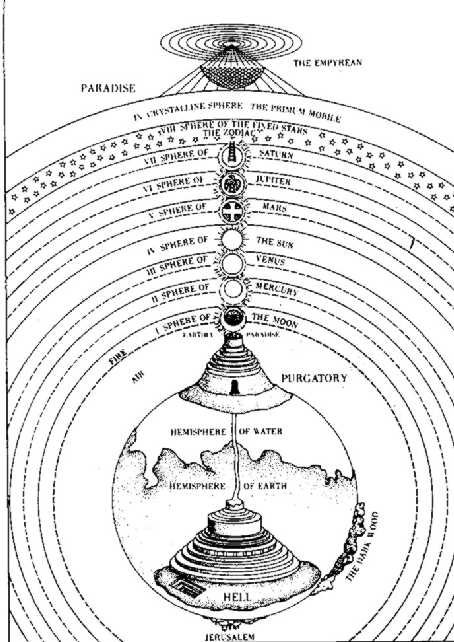 THE EMPYREAN
PARADISE
IX CRYSTALLINE SPHERE THE PRIMUM MOBILE
VIII SPHERE OF THE FIXED STARS
THE ZODIAC
VII SPHERE OF SATURN
VI SPHERE OF JUPITER
V SPHERE OF MARS
IV SPHERE OF THE SUN
III SPHERE OF VENUS
II SPHERE OF MERCURY
I SPHERE OF THE MOON
EARTHLY PARADISE
FIRE
AIR
PURGATORY
HEMISPHERE OF WATER
HEMISPHERE OF EARTH
THE DARK WOOD
HELL
JERUSALEM